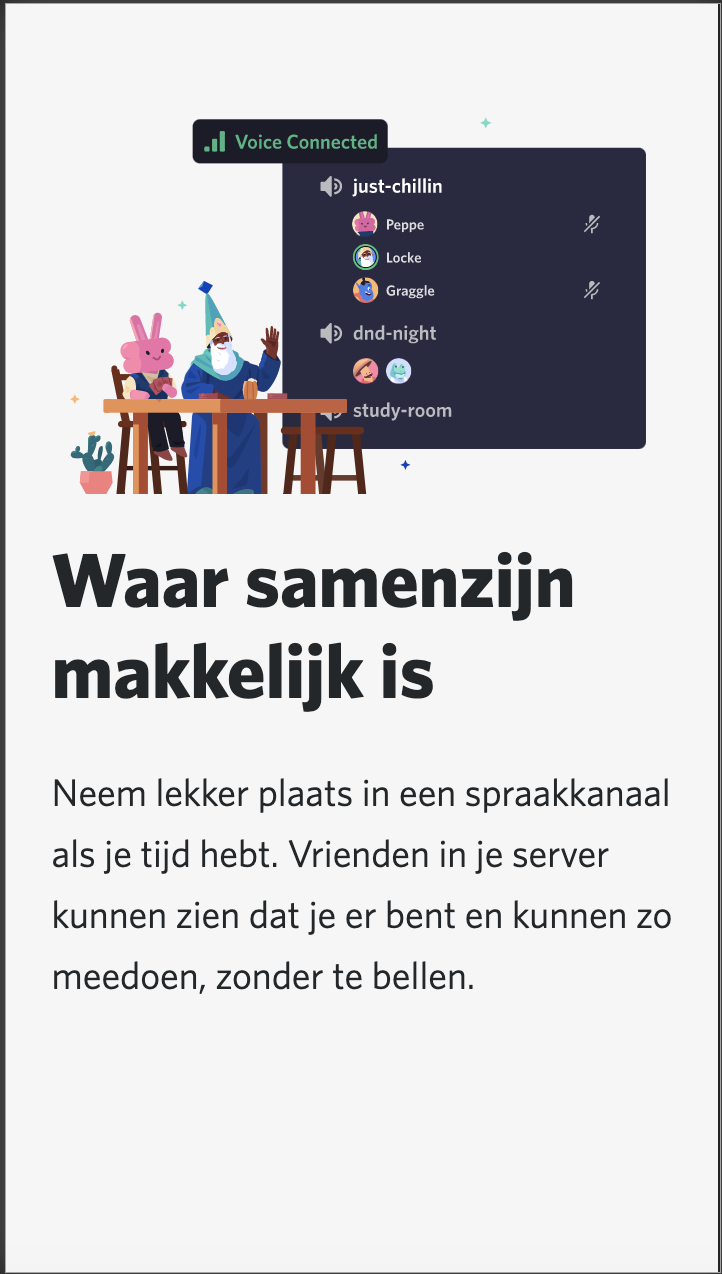 Voice Connected
just-chillin
Peppe
Locke
Graggle
dnd-night
study-room
Waar samenzijn
makkelijk is
Neem lekker plaats in een spraakkanaal
als je tijd hebt. Vrienden in je server
kunnen zien dat je er bent en kunnen zo
meedoen, zonder te bellen.